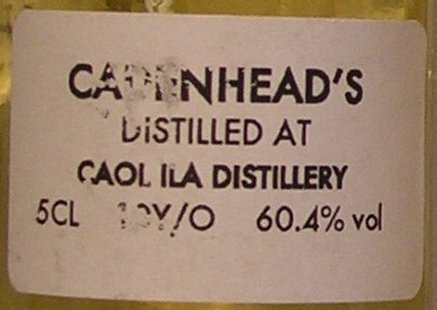 CADENHEAD'S
DISTILLED AT
CAOL ILA DISTILLERY
5CL 60.4% vol